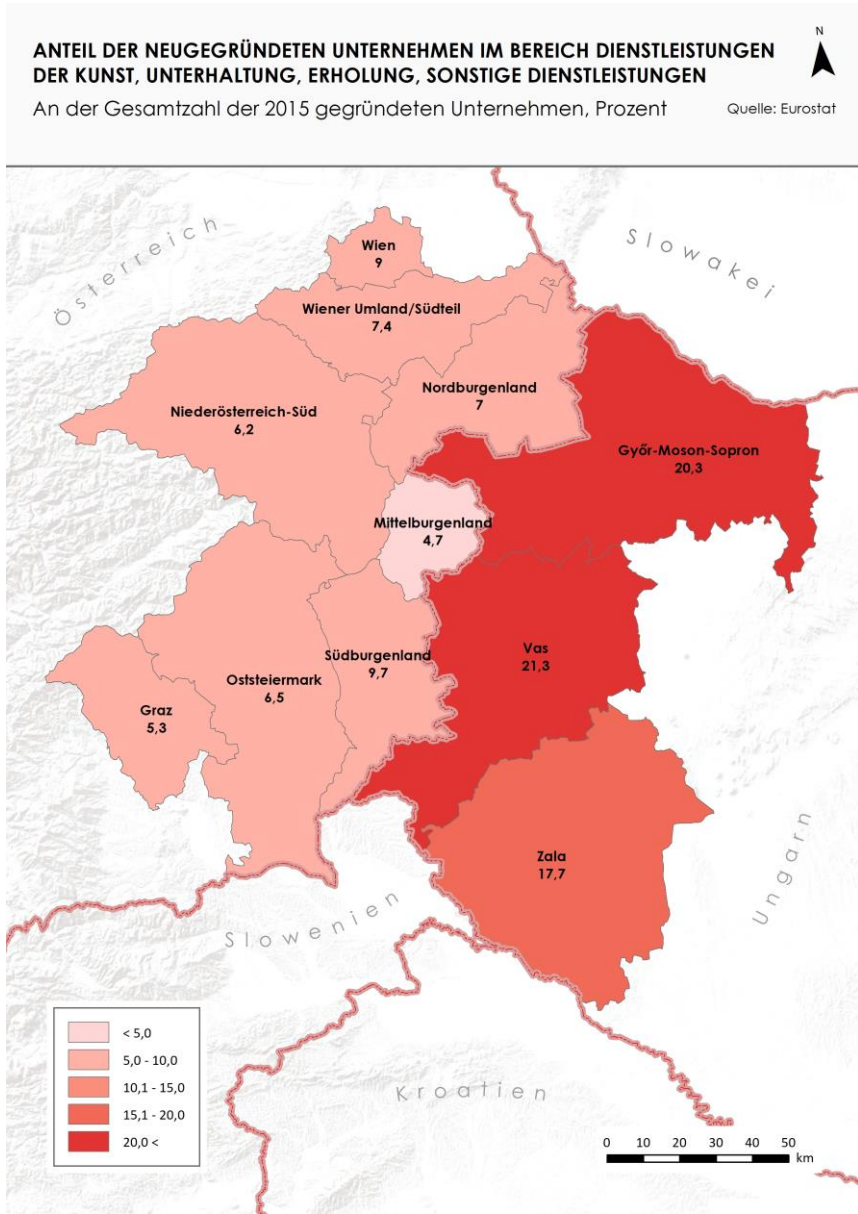 N
ANTEIL DER NEUGEGRÜNDETEN UNTERNEHMEN IM BEREICH DIENSTLEISTUNGEN
DER KUNST, UNTERHALTUNG, ERHOLUNG, SONSTIGE DIENSTLEISTUNGEN
An der Gesamtzahl der 2015 gegründeten Unternehmen, Prozent
Quelle: Eurostat
Österreich
Slowakei
Wien
9
Wiener Umland/Südteil
7,4
Nordburgenland
7
Niederösterreich-Süd
6,2
Győr-Moson-Sopron
20,3
Mittelburgenland
4,7
Vas
21,3
Südburgenland
9,7
Oststeiermark
6,5
Graz
5,3
Zala
17,7
Ungarn
Slowenien
Kroatien
< 5,0
5,0 - 10,0
10,1 - 15,0
15,1 - 20,0
20,0 <
0 10 20 30 40 50
km